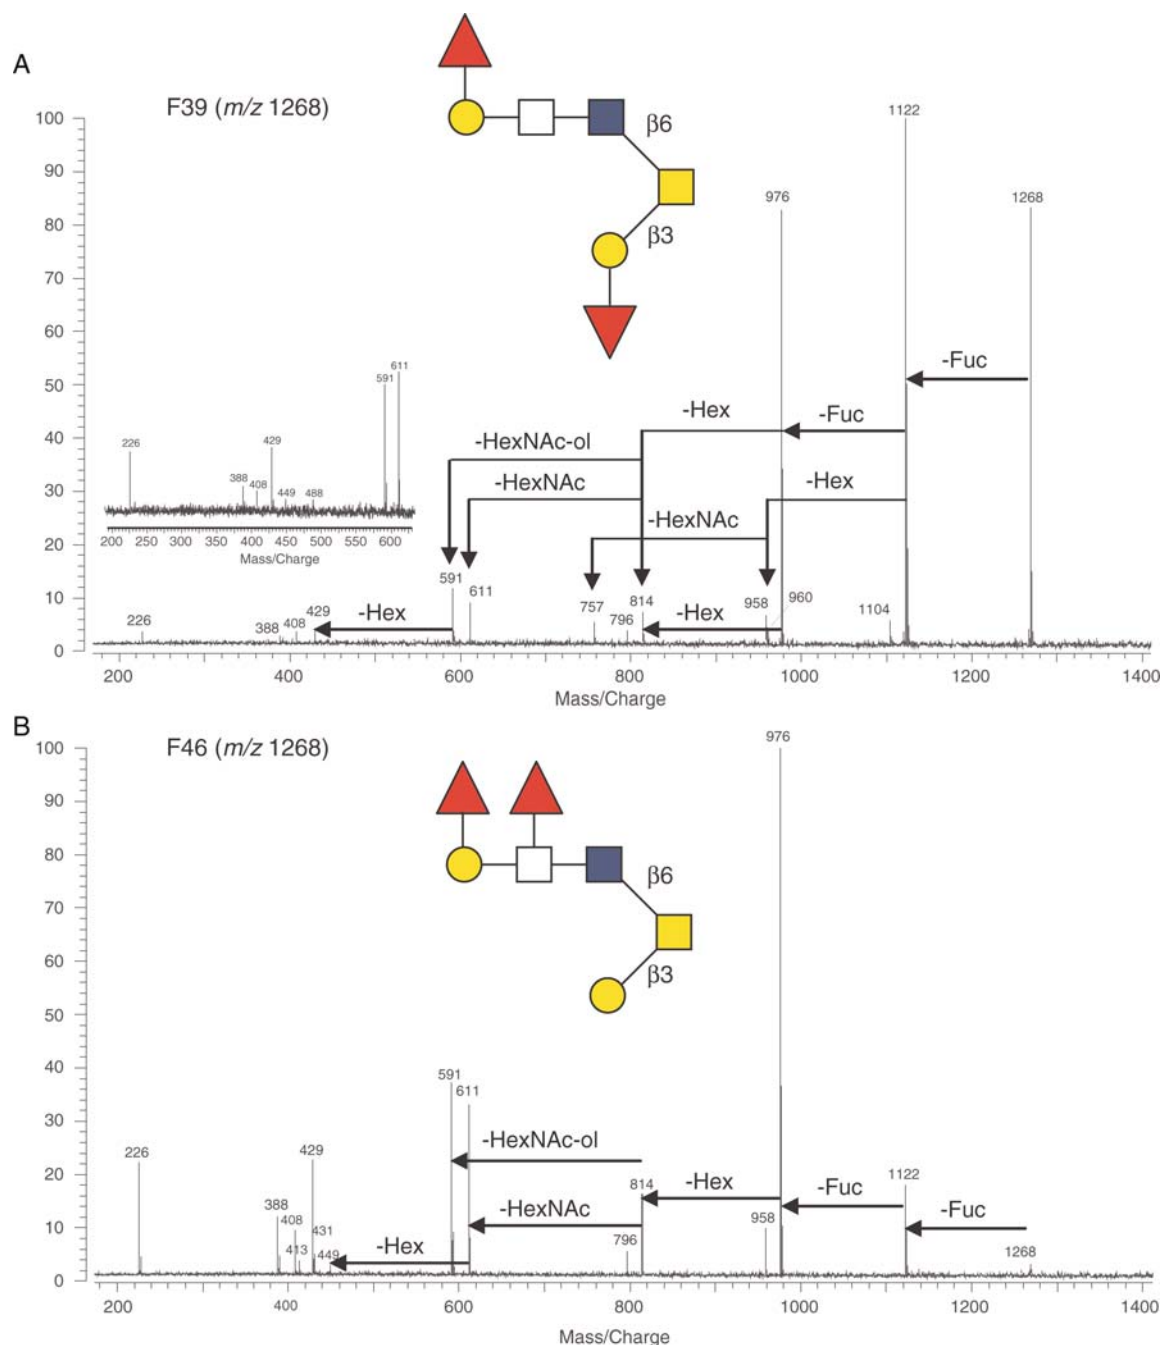 A
F39 (m/z 1268)
β6
β3
1122
976
1268
-Fuc
-Hex
-Fuc
-HexNAc-ol
-HexNAc
-Hex
-HexNAc
-Hex
-Hex
226
388
408
429
591
611
757
796
814
958
960
1104
100
90
80
70
60
50
40
30
20
10
0
200
400
600
800
1000
1200
1400
Mass/Charge
226
388
408
429
449
488
591
611
200 250 300 350 400 450 500 550 600
Mass/Charge
B
F46 (m/z 1268)
β6
β3
976
591
611
-HexNAc-ol
-HexNAc
-Hex
-Hex
-Fuc
-Fuc
226
388
408
413
429
431
449
796
814
958
1122
1268
100
90
80
70
60
50
40
30
20
10
0
200
400
600
800
1000
1200
1400
Mass/Charge